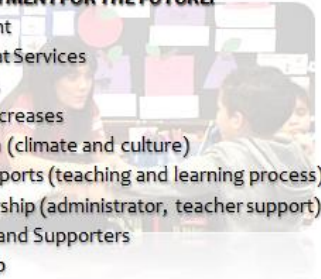 FOR THE FUTURE!
nt
nt Services
creases
(climate and culture)
ports (teaching and learning process)
ship (administrator, teacher support)
and Supporters